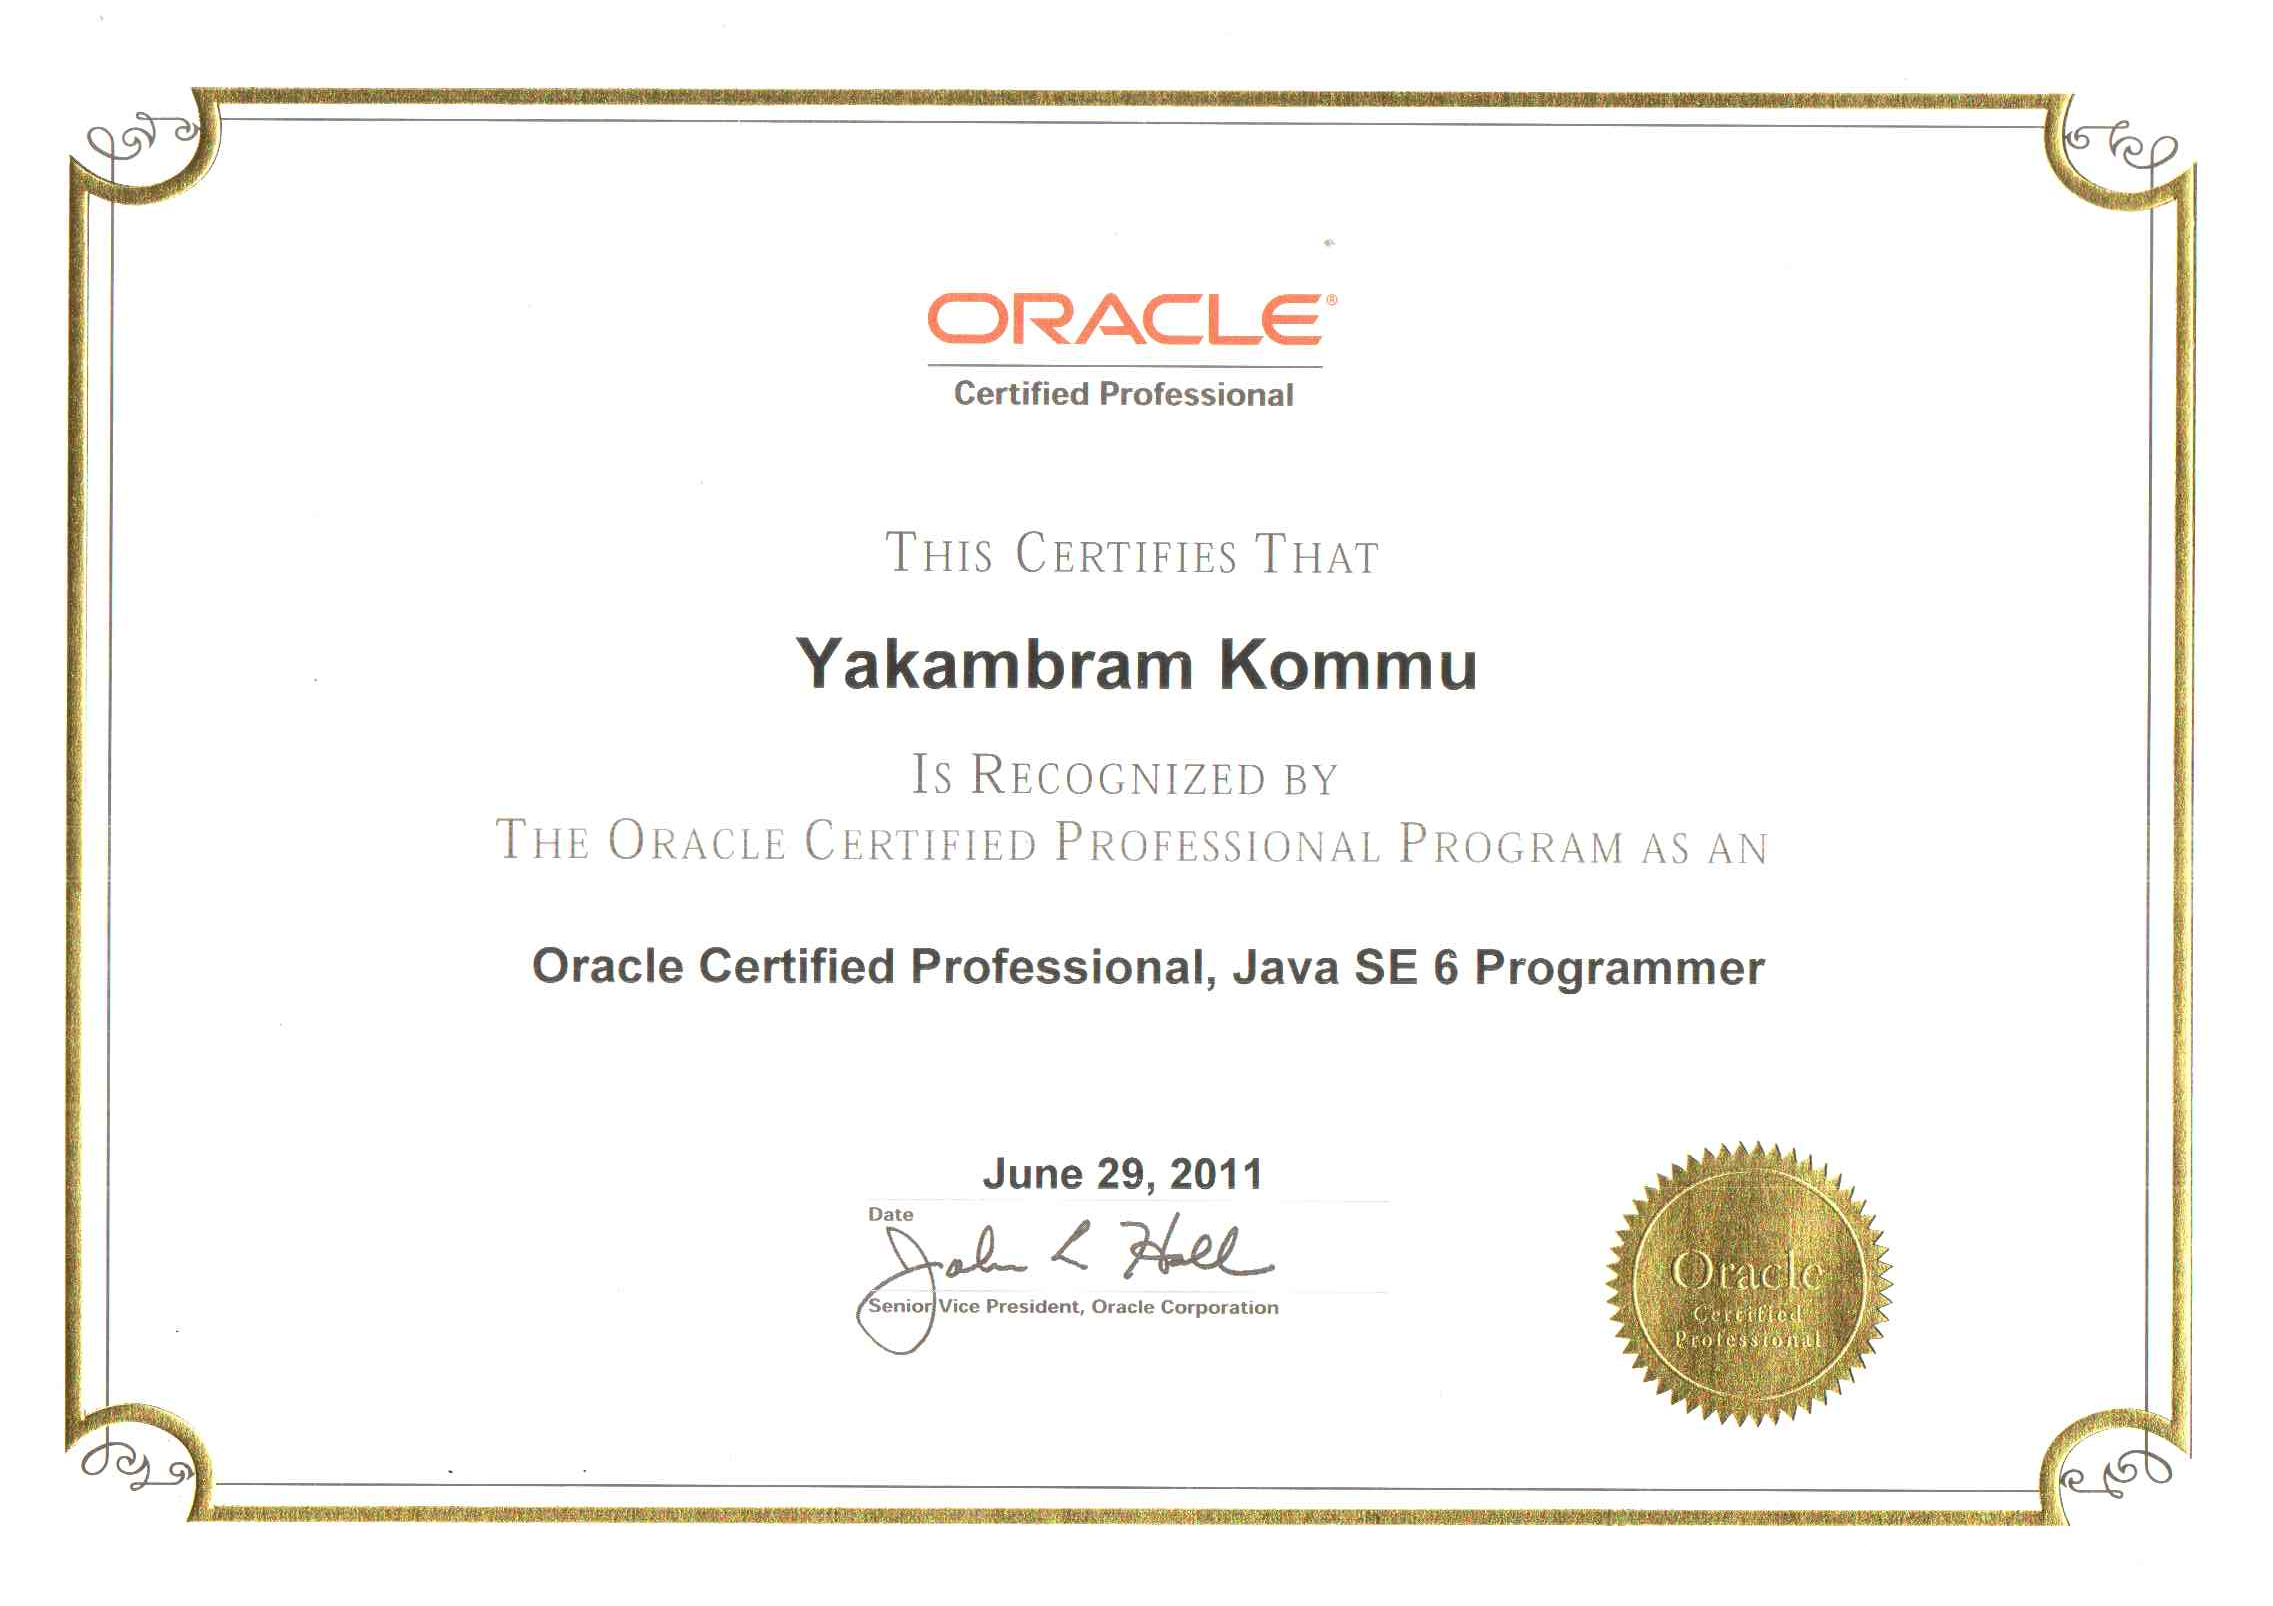 ORACLE®
Certified Professional
THIS CERTIFIES THAT
Yakambram Kommu
IS RECOGNIZED BY
THE ORACLE CERTIFIED PROFESSIONAL PROGRAM AS AN
Oracle Certified Professional, Java SE 6 Programmer
June 29, 2011
Date
John L Hall
Senior Vice President, Oracle Corporation
Oracle
Certified
Professional